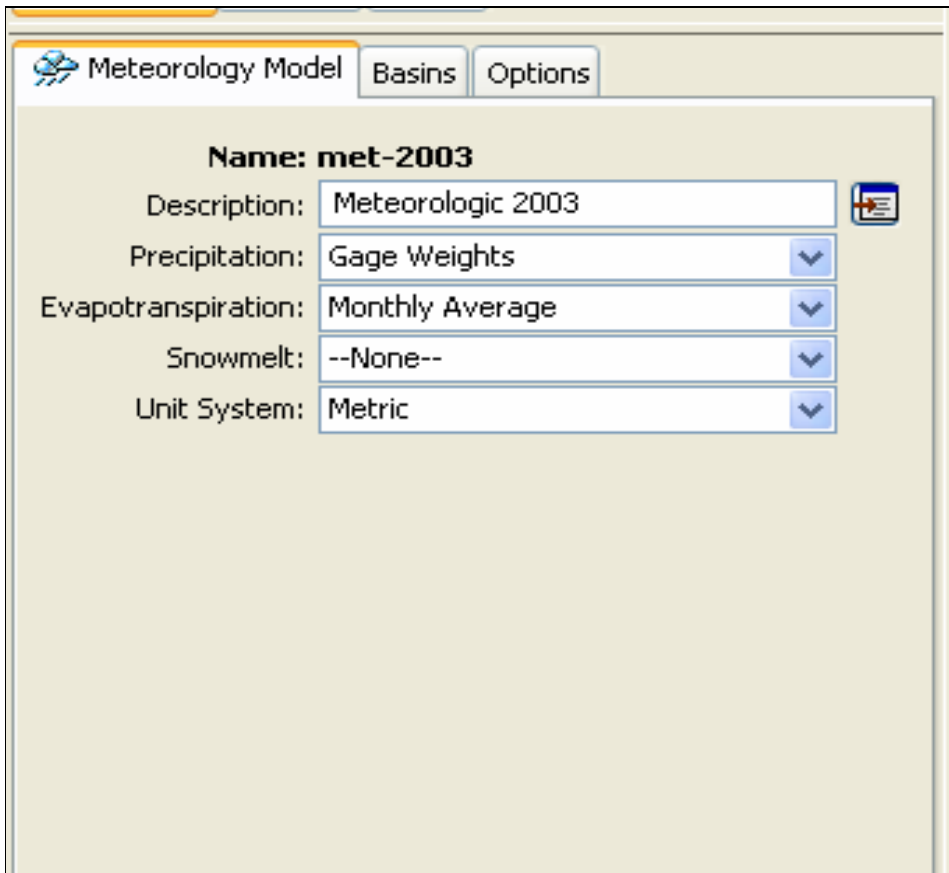 Meteorology Model Basins Options
Name: met-2003
Description: Meteorologic 2003
Precipitation: Gage Weights
Evapotranspiration: Monthly Average
Snowmelt: --None--
Unit System: Metric